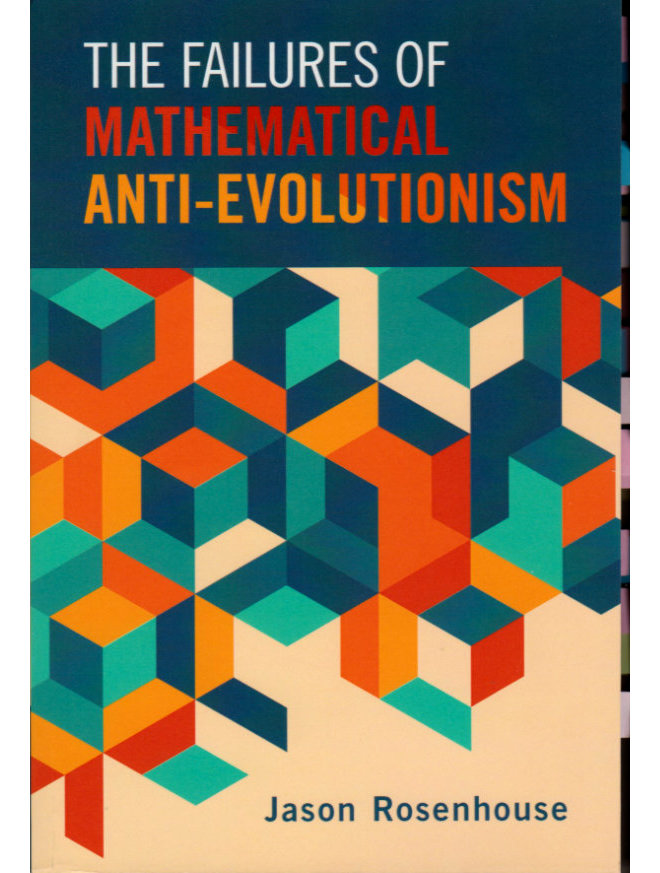 THE FAILURES OF
MATHEMATICAL
ANTI-EVOLUTIONISM
Jason Rosenhouse